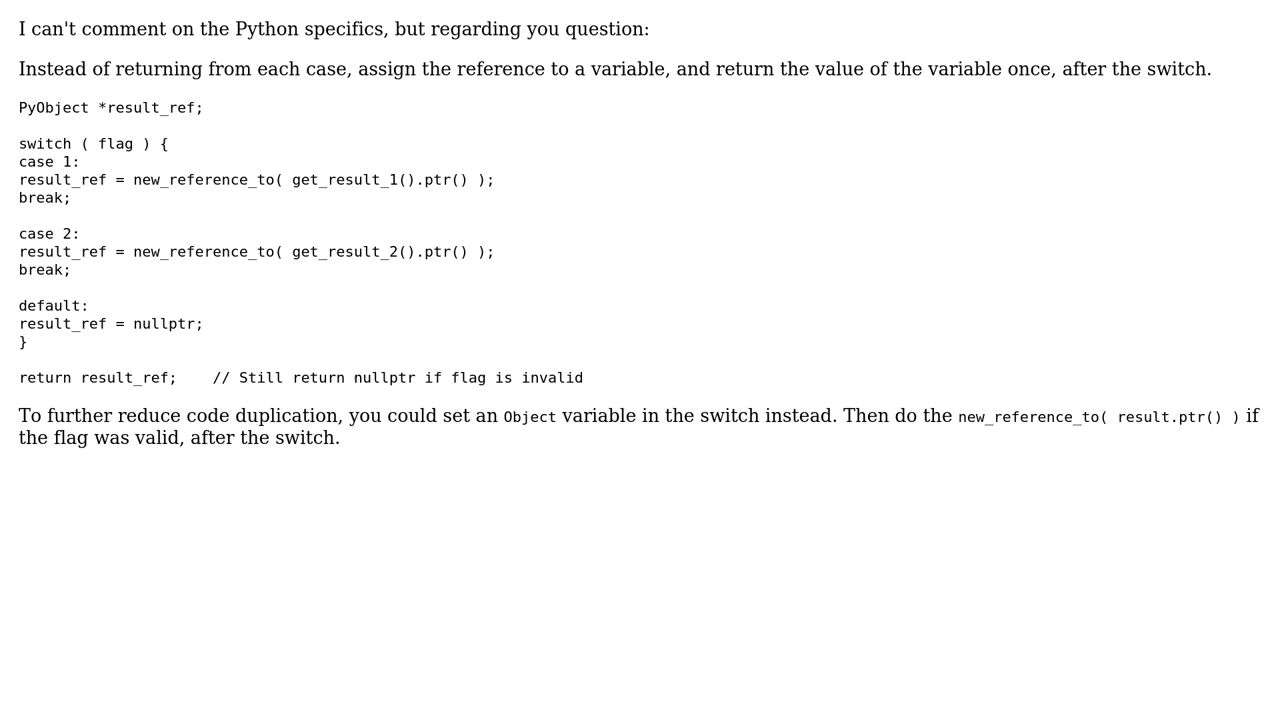 I can't comment on the Python specifics, but regarding you question:
Instead of returning from each case, assign the reference to a variable, and return the value of the variable once, after the switch.
PyObject *result_ref;
switch ( flag ) {
case 1:
result_ref = new_reference_to( get_result_1().ptr() );
break;
case 2:
result_ref = new_reference_to( get_result_2().ptr() );
break;
default:
result_ref = nullptr;
}
return result_ref;    // Still return nullptr if flag is invalid
To further reduce code duplication, you could set an Object variable in the switch instead. Then do the new_reference_to( result.ptr() ) if
the flag was valid, after the switch.